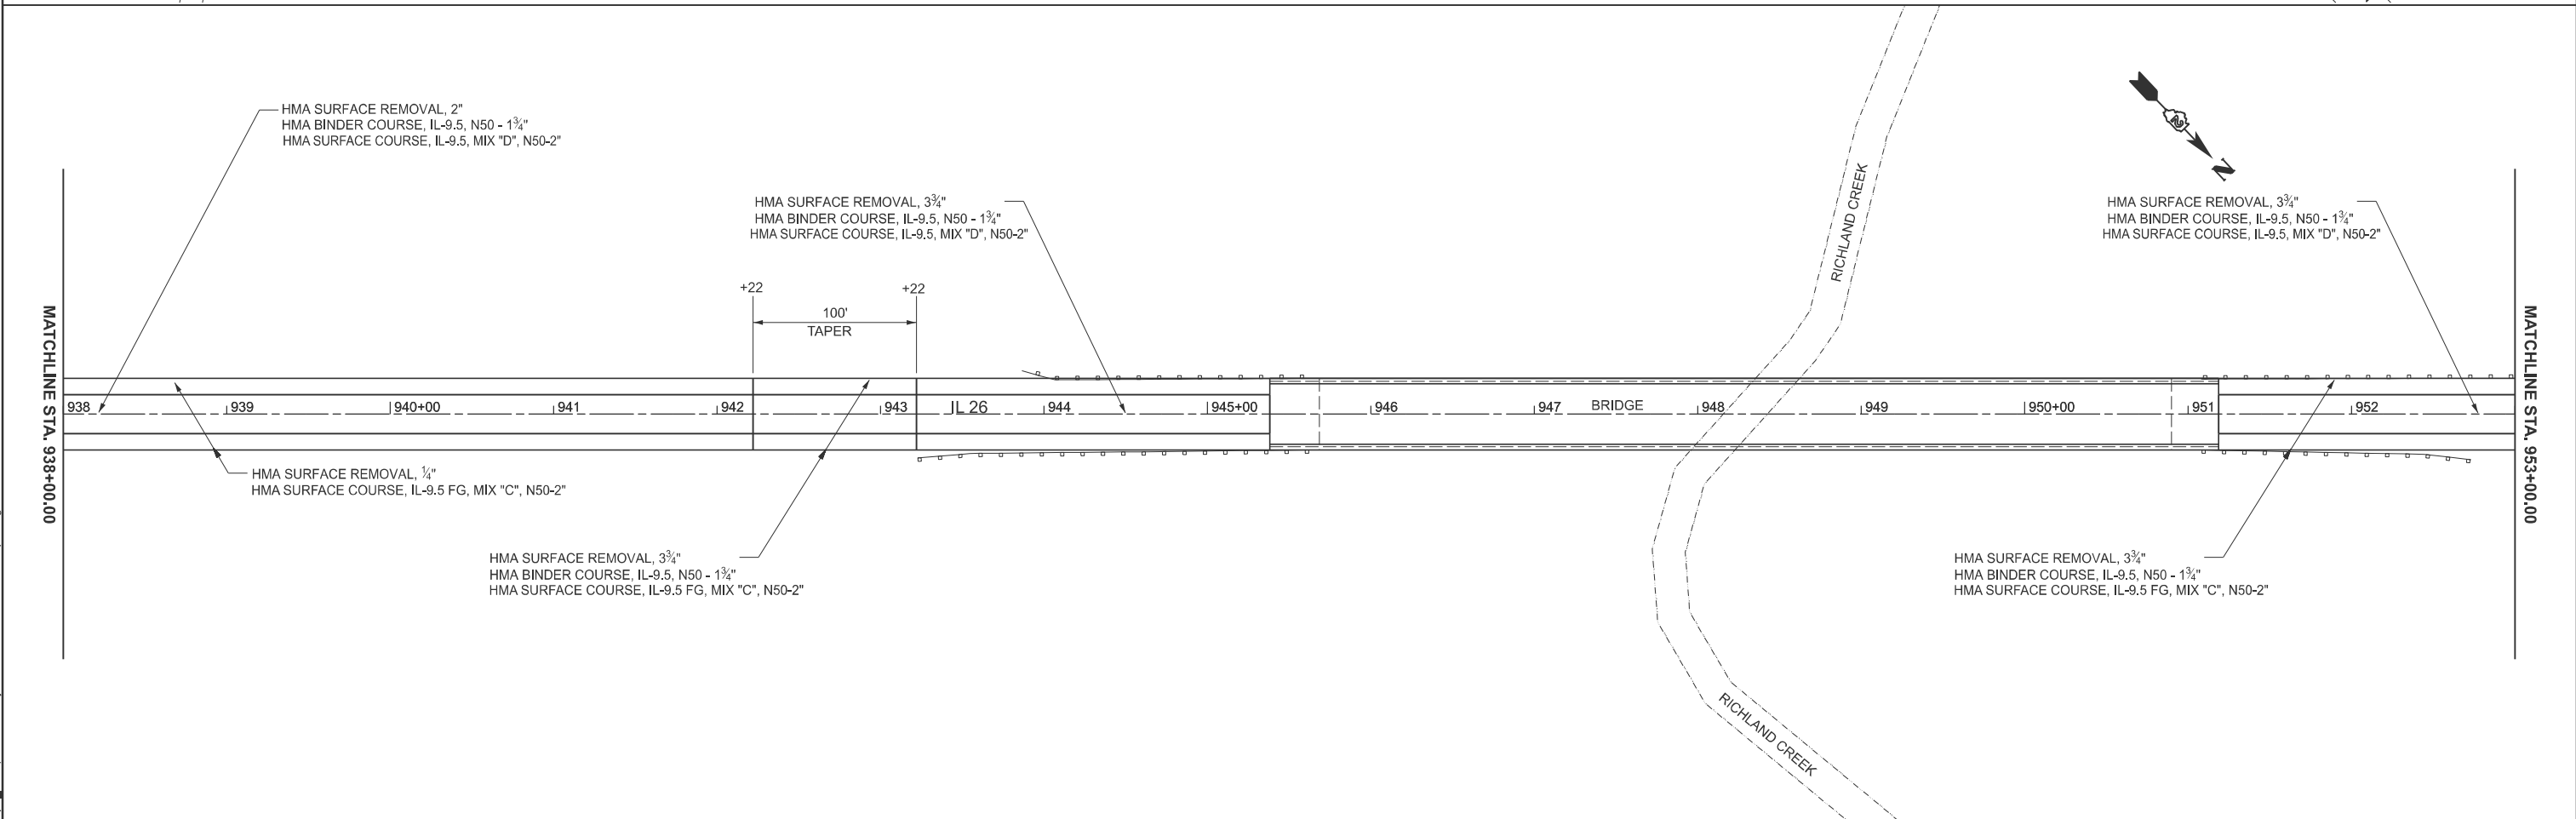 HMA SURFACE REMOVAL, 2"
HMA BINDER COURSE, IL-9.5, N50 - 1¾"
HMA SURFACE COURSE, IL-9.5, MIX "D", N50-2"
HMA SURFACE REMOVAL, 3¾"
HMA BINDER COURSE, IL-9.5, N50 - 1¾"
HMA SURFACE COURSE, IL-9.5, MIX "D", N50-2"
RICHLAND CREEK
N
HMA SURFACE REMOVAL, 3¾"
HMA BINDER COURSE, IL-9.5, N50 - 1¾"
HMA SURFACE COURSE, IL-9.5, MIX "D", N50-2"
+22
+22
100'
TAPER
MATCHLINE STA. 938+00.00
938
939
940+00
941
942
943
IL 26
944
945+00
946
947
BRIDGE
948
949
950+00
951
952
MATCHLINE STA. 953+00.00
HMA SURFACE REMOVAL, ¼"
HMA SURFACE COURSE, IL-9.5 FG, MIX "C", N50-2"
HMA SURFACE REMOVAL, 3¾"
HMA BINDER COURSE, IL-9.5, N50 - 1¾"
HMA SURFACE COURSE, IL-9.5 FG, MIX "C", N50-2"
HMA SURFACE REMOVAL, 3¾"
HMA BINDER COURSE, IL-9.5, N50 - 1¾"
HMA SURFACE COURSE, IL-9.5 FG, MIX "C", N50-2"
RICHLAND CREEK